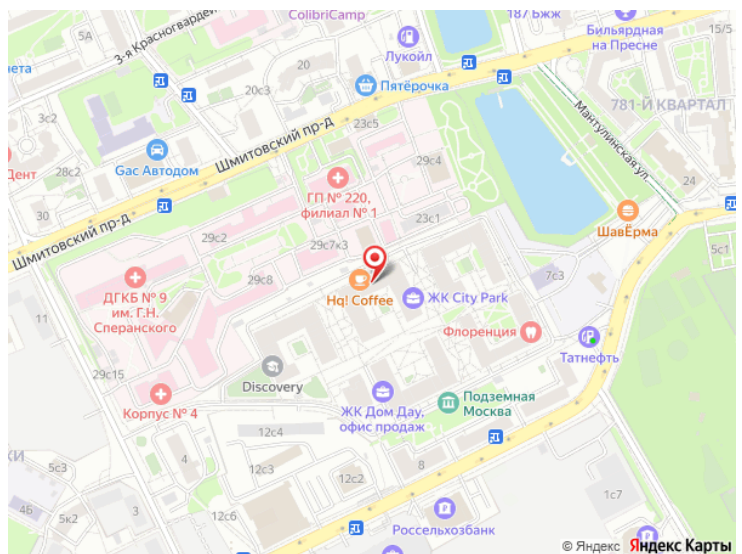 ColibriCamp
187 Бжж
Бильярдная
на Пресне
15/5
5А
3-я Красногвардей
Лукойл
нета
20
20с3
Пятёрочка
781-Й КВАРТАЛ
3с2
23с5
Мантулинская ул.
Gac Автодом
Шмитовский пр-д
28с2
Дент
29с4
ГП № 220,
филиал № 1
24
30
23с1
ШавЁрма
Шмитовский пр-д
29с2
29с7к3
5с1
29с8
7с3
ДГКБ № 9
им. Г.Н.
Сперанского
Hq! Coffee
ЖК City Park
11
Флоренция
Татнефть
29с15
Discovery
Корпус № 4
ЖК Дом Дау,
офис продаж
Подземная
Москва
12с4
КИ
4
5с3
12с3
8
12с2
4Б
5к2
12с6
1с7
Россельхозбанк
© Яндекс Яндекс Карты